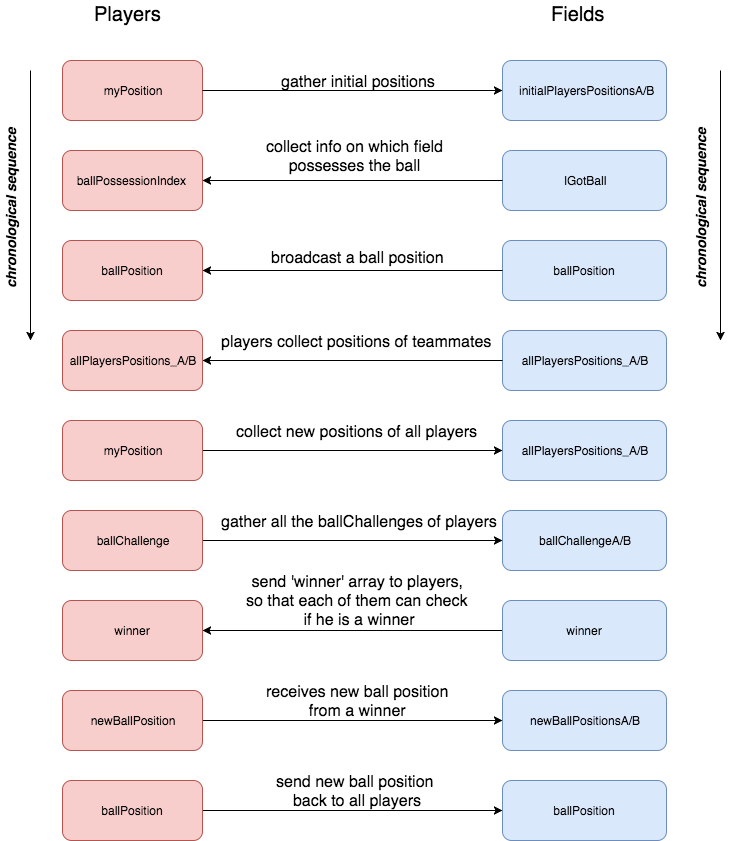 Players
Fields
chronological sequence
chronological sequence
myPosition
gather initial positions
initialPlayersPositionsA/B
ballPossessionIndex
collect info on which field
possesses the ball
IGotBall
ballPosition
broadcast a ball position
ballPosition
allPlayersPositions_A/B
players collect positions of teammates
allPlayersPositions_A/B
myPosition
collect new positions of all players
allPlayersPositions_A/B
ballChallenge
gather all the ballChallenges of players
ballChallengeA/B
winner
send 'winner' array to players,
so that each of them can check
if he is a winner
winner
newBallPosition
receives new ball position
from a winner
newBallPositionsA/B
ballPosition
send new ball position
back to all players
ballPosition